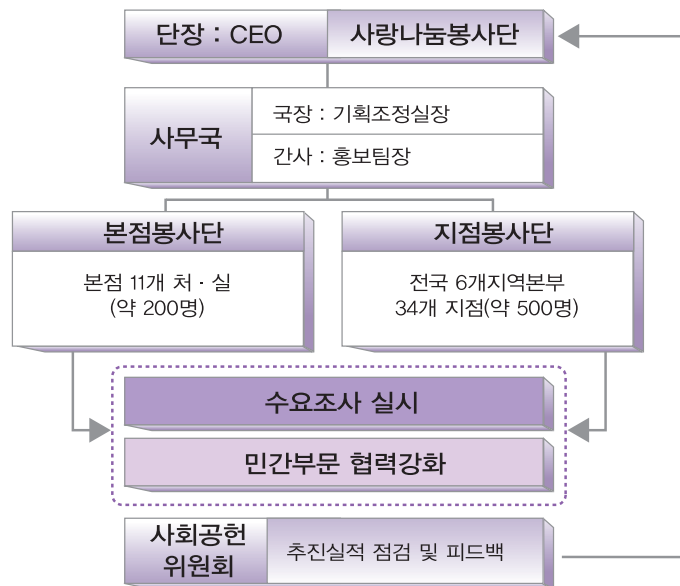 단장 : CEO 사랑나눔봉사단
사무국
국장 : 기획조정실장
간사 : 홍보팀장
본점봉사단
본점 11개 처 · 실
(약 200명)
지점봉사단
전국 6개지역본부
34개 지점(약 500명)
수요조사 실시
민간부문 협력강화
사회공헌
위원회
추진실적 점검 및 피드백